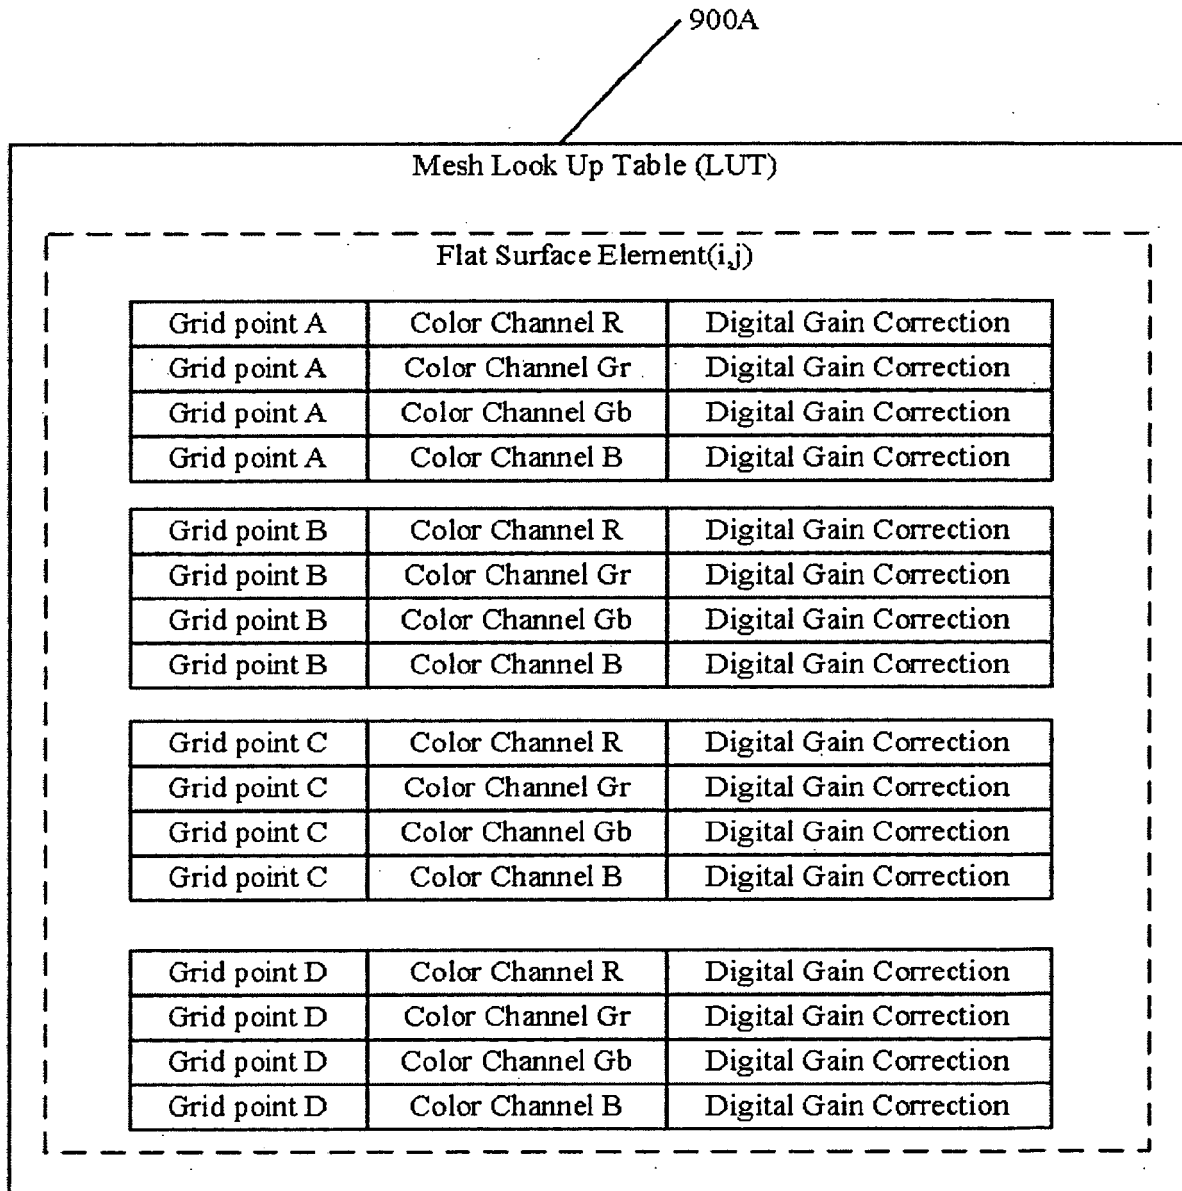 900A
Mesh Look Up Table (LUT)
Flat Surface Element(i,j)
Grid point A Color Channel R Digital Gain Correction
Grid point A Color Channel Gr Digital Gain Correction
Grid point A Color Channel Gb Digital Gain Correction
Grid point A Color Channel B Digital Gain Correction
Grid point B Color Channel R Digital Gain Correction
Grid point B Color Channel Gr Digital Gain Correction
Grid point B Color Channel Gb Digital Gain Correction
Grid point B Color Channel B Digital Gain Correction
Grid point C Color Channel R Digital Gain Correction
Grid point C Color Channel Gr Digital Gain Correction
Grid point C Color Channel Gb Digital Gain Correction
Grid point C Color Channel B Digital Gain Correction
Grid point D Color Channel R Digital Gain Correction
Grid point D Color Channel Gr Digital Gain Correction
Grid point D Color Channel Gb Digital Gain Correction
Grid point D Color Channel B Digital Gain Correction